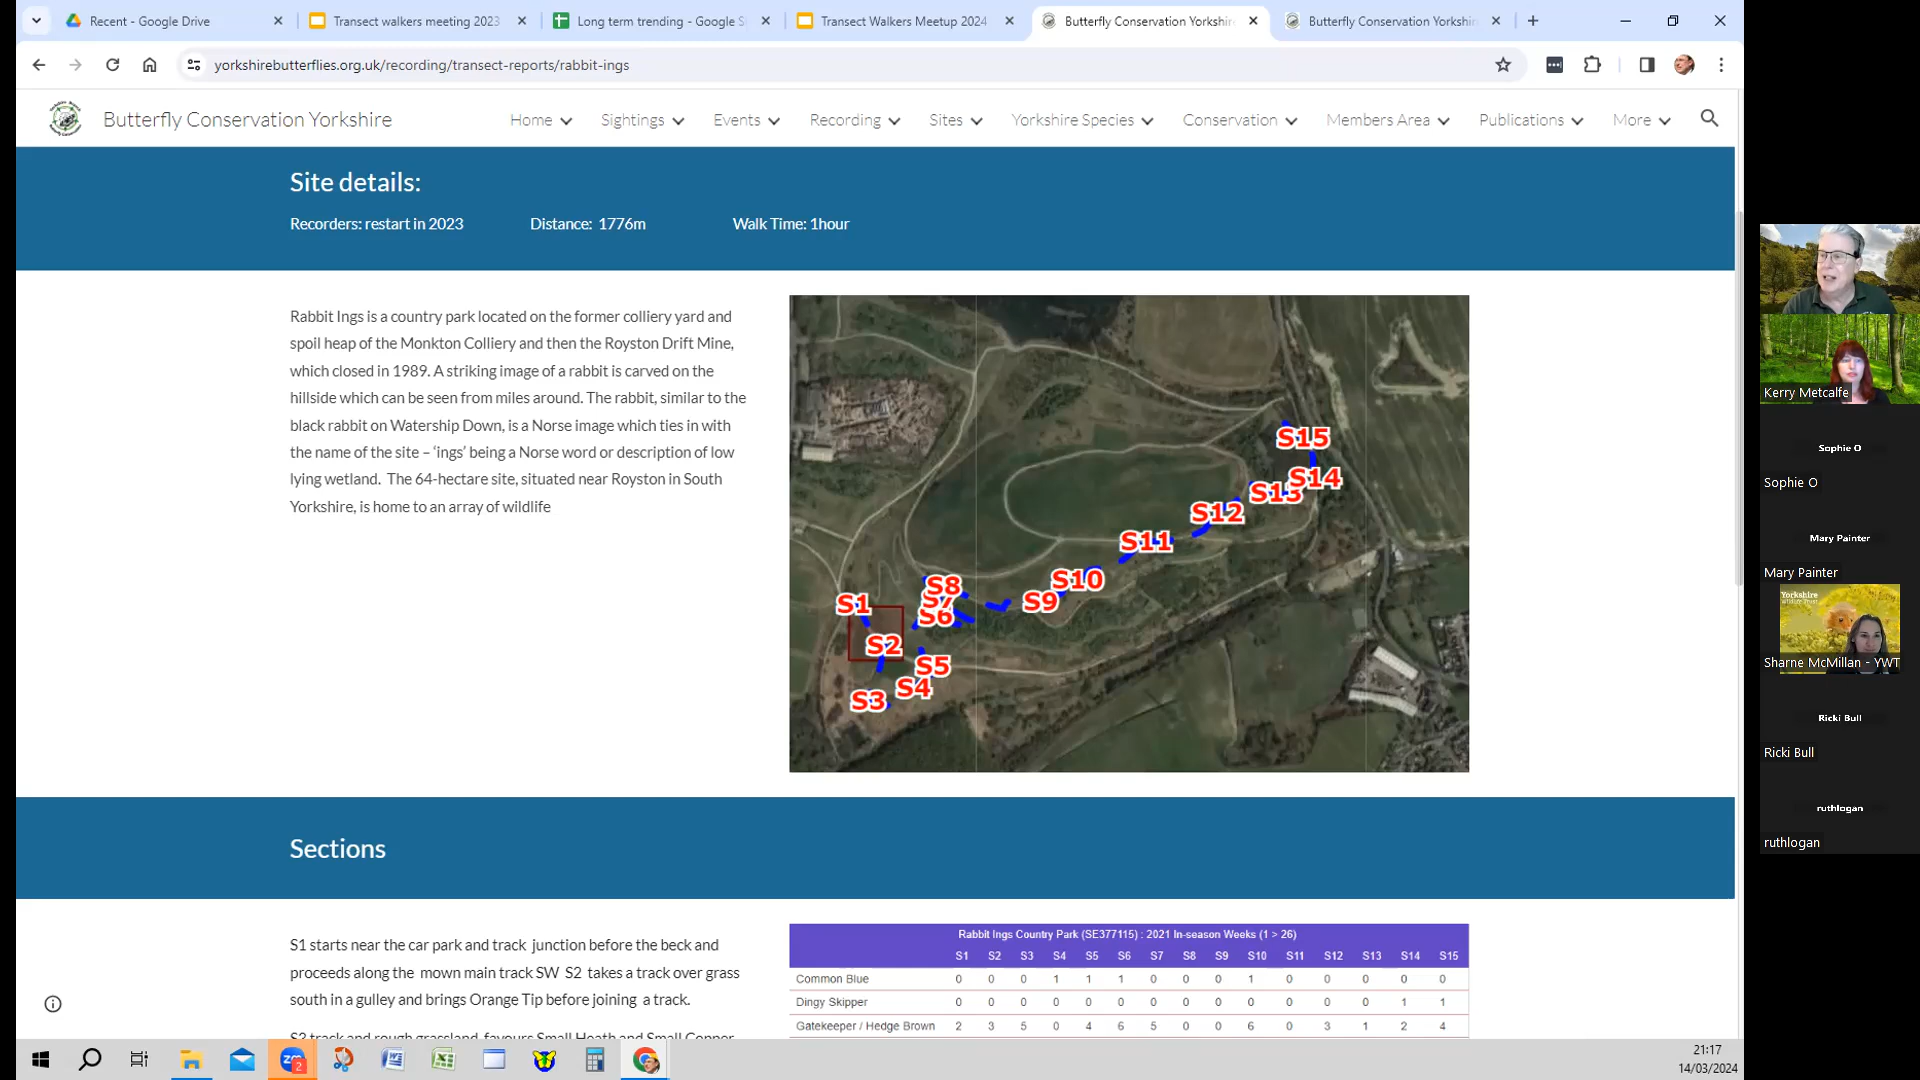 Recent - Google Drive
Transect walkers meeting 2023
Long term trending - Google S
Transect Walkers Meetup 2024
Butterfly Conservation Yorkshir
Butterfly Conservation Yorkshir
yorkshirebutterflies.org.uk/recording/transect-reports/rabbit-ings
Butterfly Conservation Yorkshire
Home
Sightings
Events
Recording
Sites
Yorkshire Species
Conservation
Members Area
Publications
More
Site details:
Recorders: restart in 2023
Distance: 1776m
Walk Time: 1hour
Rabbit Ings is a country park located on the former colliery yard and
spoil heap of the Monkton Colliery and then the Royston Drift Mine,
which closed in 1989. A striking image of a rabbit is carved on the
hillside which can be seen from miles around. The rabbit, similar to the
black rabbit on Watership Down, is a Norse image which ties in with
the name of the site – ‘ings’ being a Norse word or description of low
lying wetland. The 64-hectare site, situated near Royston in South
Yorkshire, is home to an array of wildlife
S15
S14
S13
S12
S11
S10
S9
S8
S7
S6
S1
S2
S5
S4
S3
Sections
S1 starts near the car park and track junction before the beck and
proceeds along the mown main track SW S2 takes a track over grass
south in a gulley and brings Orange Tip before joining a track.
S3 track and rough grassland, favours Small Heath and Small Copper
Rabbit Ings Country Park (SE377115) : 2021 In-season Weeks (1 > 26)
S1 S2 S3 S4 S5 S6 S7 S8 S9 S10 S11 S12 S13 S14 S15
Common Blue 0 0 0 1 1 1 0 0 0 1 0 0 0 0 0
Dingy Skipper 0 0 0 0 0 0 0 0 0 0 0 0 0 1 1
Gatekeeper / Hedge Brown 2 3 5 0 4 6 5 0 0 6 0 3 1 2 4
Kerry Metcalfe
Sophie O
Sophie O
Mary Painter
Mary Painter
Yorkshire
Sharne McMillan - YWT
Ricki Bull
Ricki Bull
ruthlogan
ruthlogan
2
21:17
14/03/2024